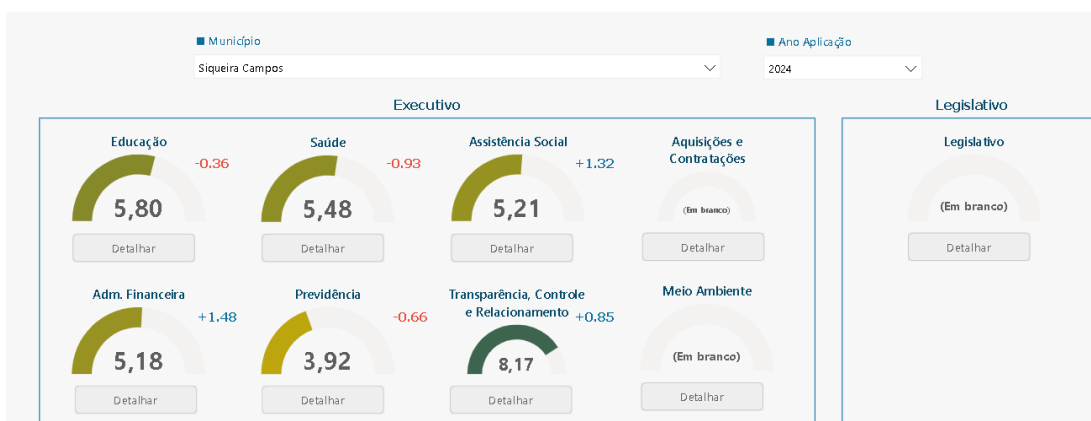 Município
Ano Aplicação
Siqueira Campos
2024
Executivo
Legislativo
Educação
-0.36
5,80
Detalhar
Saúde
-0.93
5,48
Detalhar
Assistência Social
+1.32
5,21
Detalhar
Aquisições e
Contratações
(Em branco)
Detalhar
Legislativo
(Em branco)
Detalhar
Adm. Financeira
+1.48
5,18
Detalhar
Previdência
-0.66
3,92
Detalhar
Transparência, Controle
e Relacionamento
+0.85
8,17
Detalhar
Meio Ambiente
(Em branco)
Detalhar